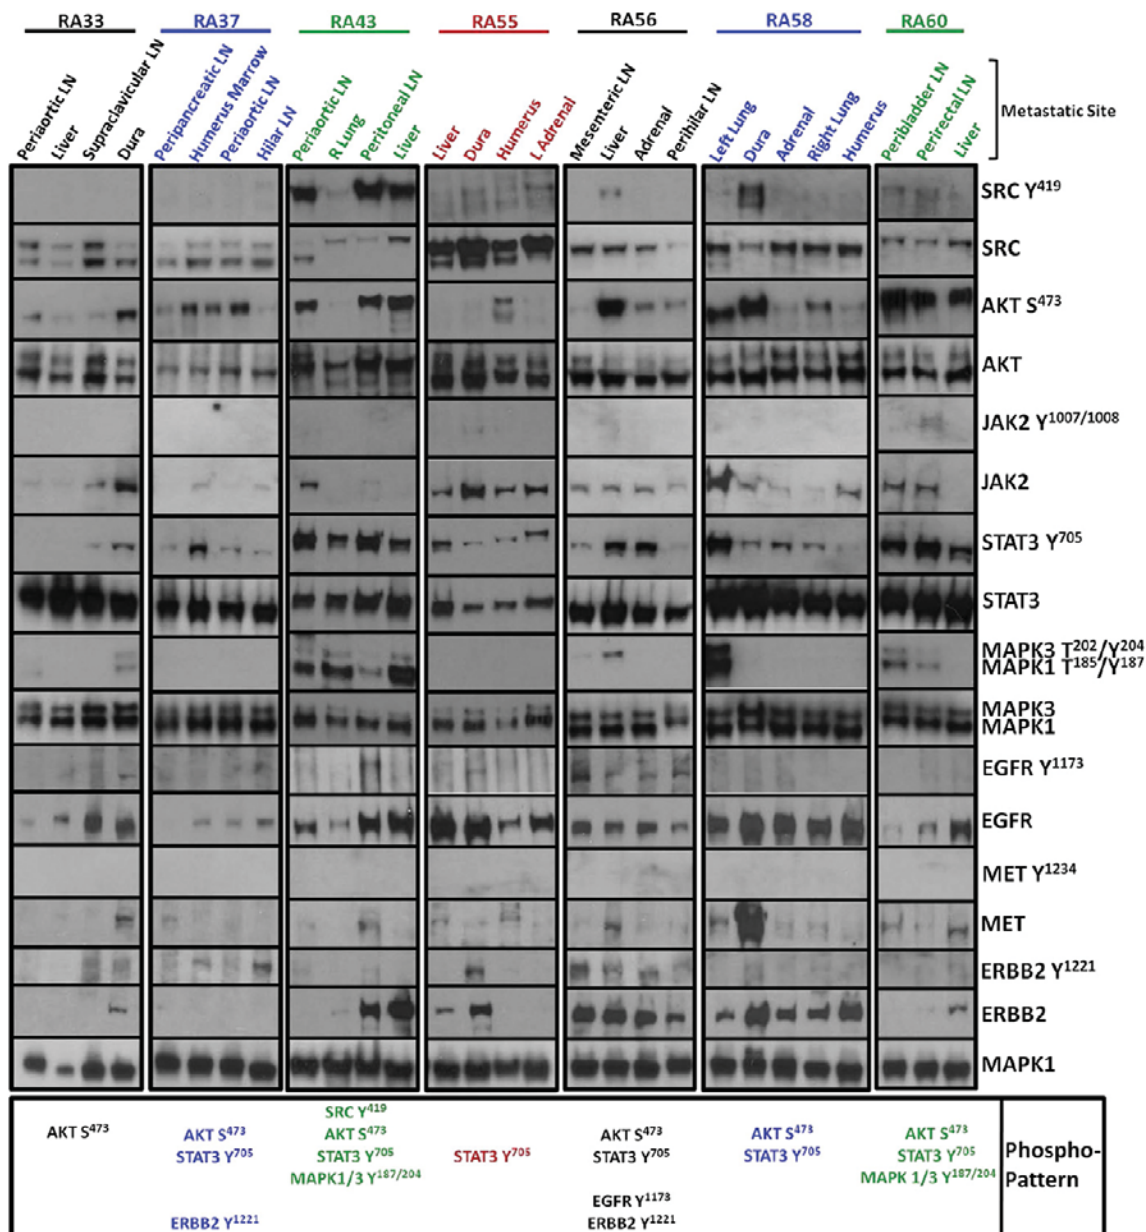 RA33 RA37 RA43 RA55 RA56 RA58 RA60
Periaortic LN
Liver
Supraclavicular LN
Dura
Peripancreatic LN
Humerus Marrow
Periaortic LN
Hilar LN
Periaortic LN
R Lung
Peritoneal LN
Liver
Liver
Dura
Humerus
L Adrenal
Mesenteric LN
Liver
Adrenal
Perihilar LN
Left Lung
Dura
Adrenal
Right Lung
Humerus
Peribladder LN
Perirectal LN
Liver
Metastatic Site
SRC Y419
SRC
AKT S473
AKT
JAK2 Y1007/1008
JAK2
STAT3 Y705
STAT3
MAPK3 T202/Y204
MAPK1 T185/Y187
MAPK3
MAPK1
EGFR Y1173
EGFR
MET Y1234
MET
ERBB2 Y1221
ERBB2
MAPK1
AKT S473
AKT S473
STAT3 Y705
ERBB2 Y1221
SRC Y419
AKT S473
STAT3 Y705
MAPK1/3 Y187/204
STAT3 Y705
AKT S473
STAT3 Y705
EGFR Y1173
ERBB2 Y1221
AKT S473
STAT3 Y705
AKT S473
STAT3 Y705
MAPK 1/3 Y187/204
Phospho-
Pattern